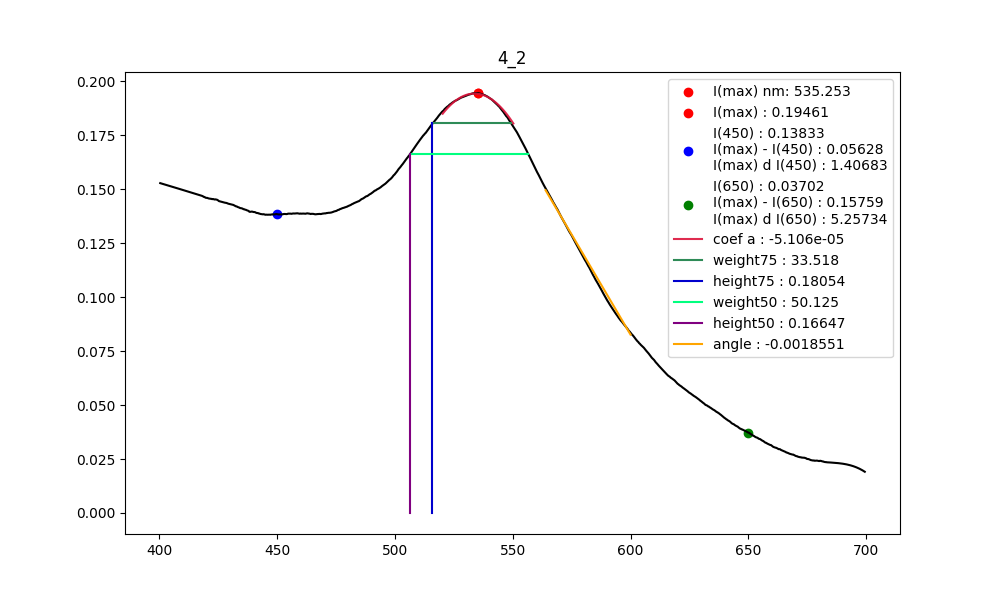 4_2
0.200
0.175
0.150
0.125
0.100
0.075
0.050
0.025
0.000
400
450
500
550
600
650
700
I(max) nm: 535.253
I(max) : 0.19461
I(450) : 0.13833
I(max) - I(450) : 0.05628
I(max) d I(450) : 1.40683
I(650) : 0.03702
I(max) - I(650) : 0.15759
I(max) d I(650) : 5.25734
coef a : -5.106e-05
weight75 : 33.518
height75 : 0.18054
weight50 : 50.125
height50 : 0.16647
angle : -0.0018551